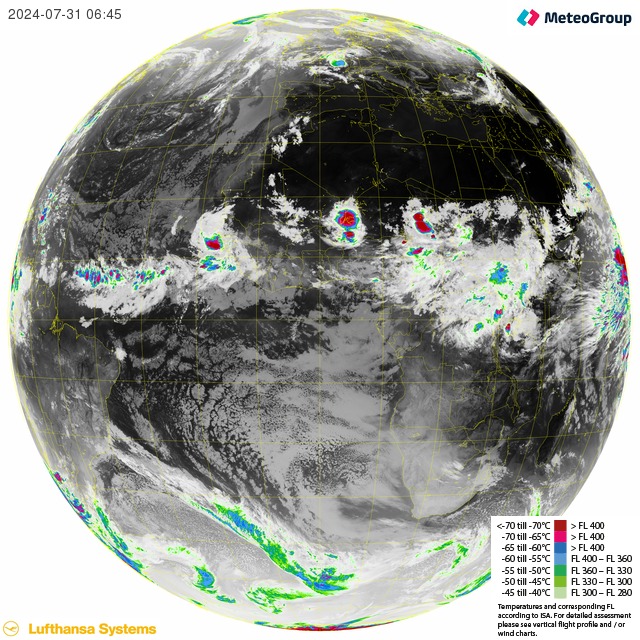 2024-07-31 06:45
MeteoGroup
<-70 till -70°C > FL 400
-70 till -65°C > FL 400
-65 till -60°C > FL 400
-60 till -55°C FL 400 – FL 360
-55 till -50°C FL 360 – FL 330
-50 till -45°C FL 330 – FL 300
-45 till -40°C FL 300 – FL 280
Temperatures and corresponding FL
according to ISA. For detailed assessment
please see vertical flight profile and / or
wind charts.
Lufthansa Systems